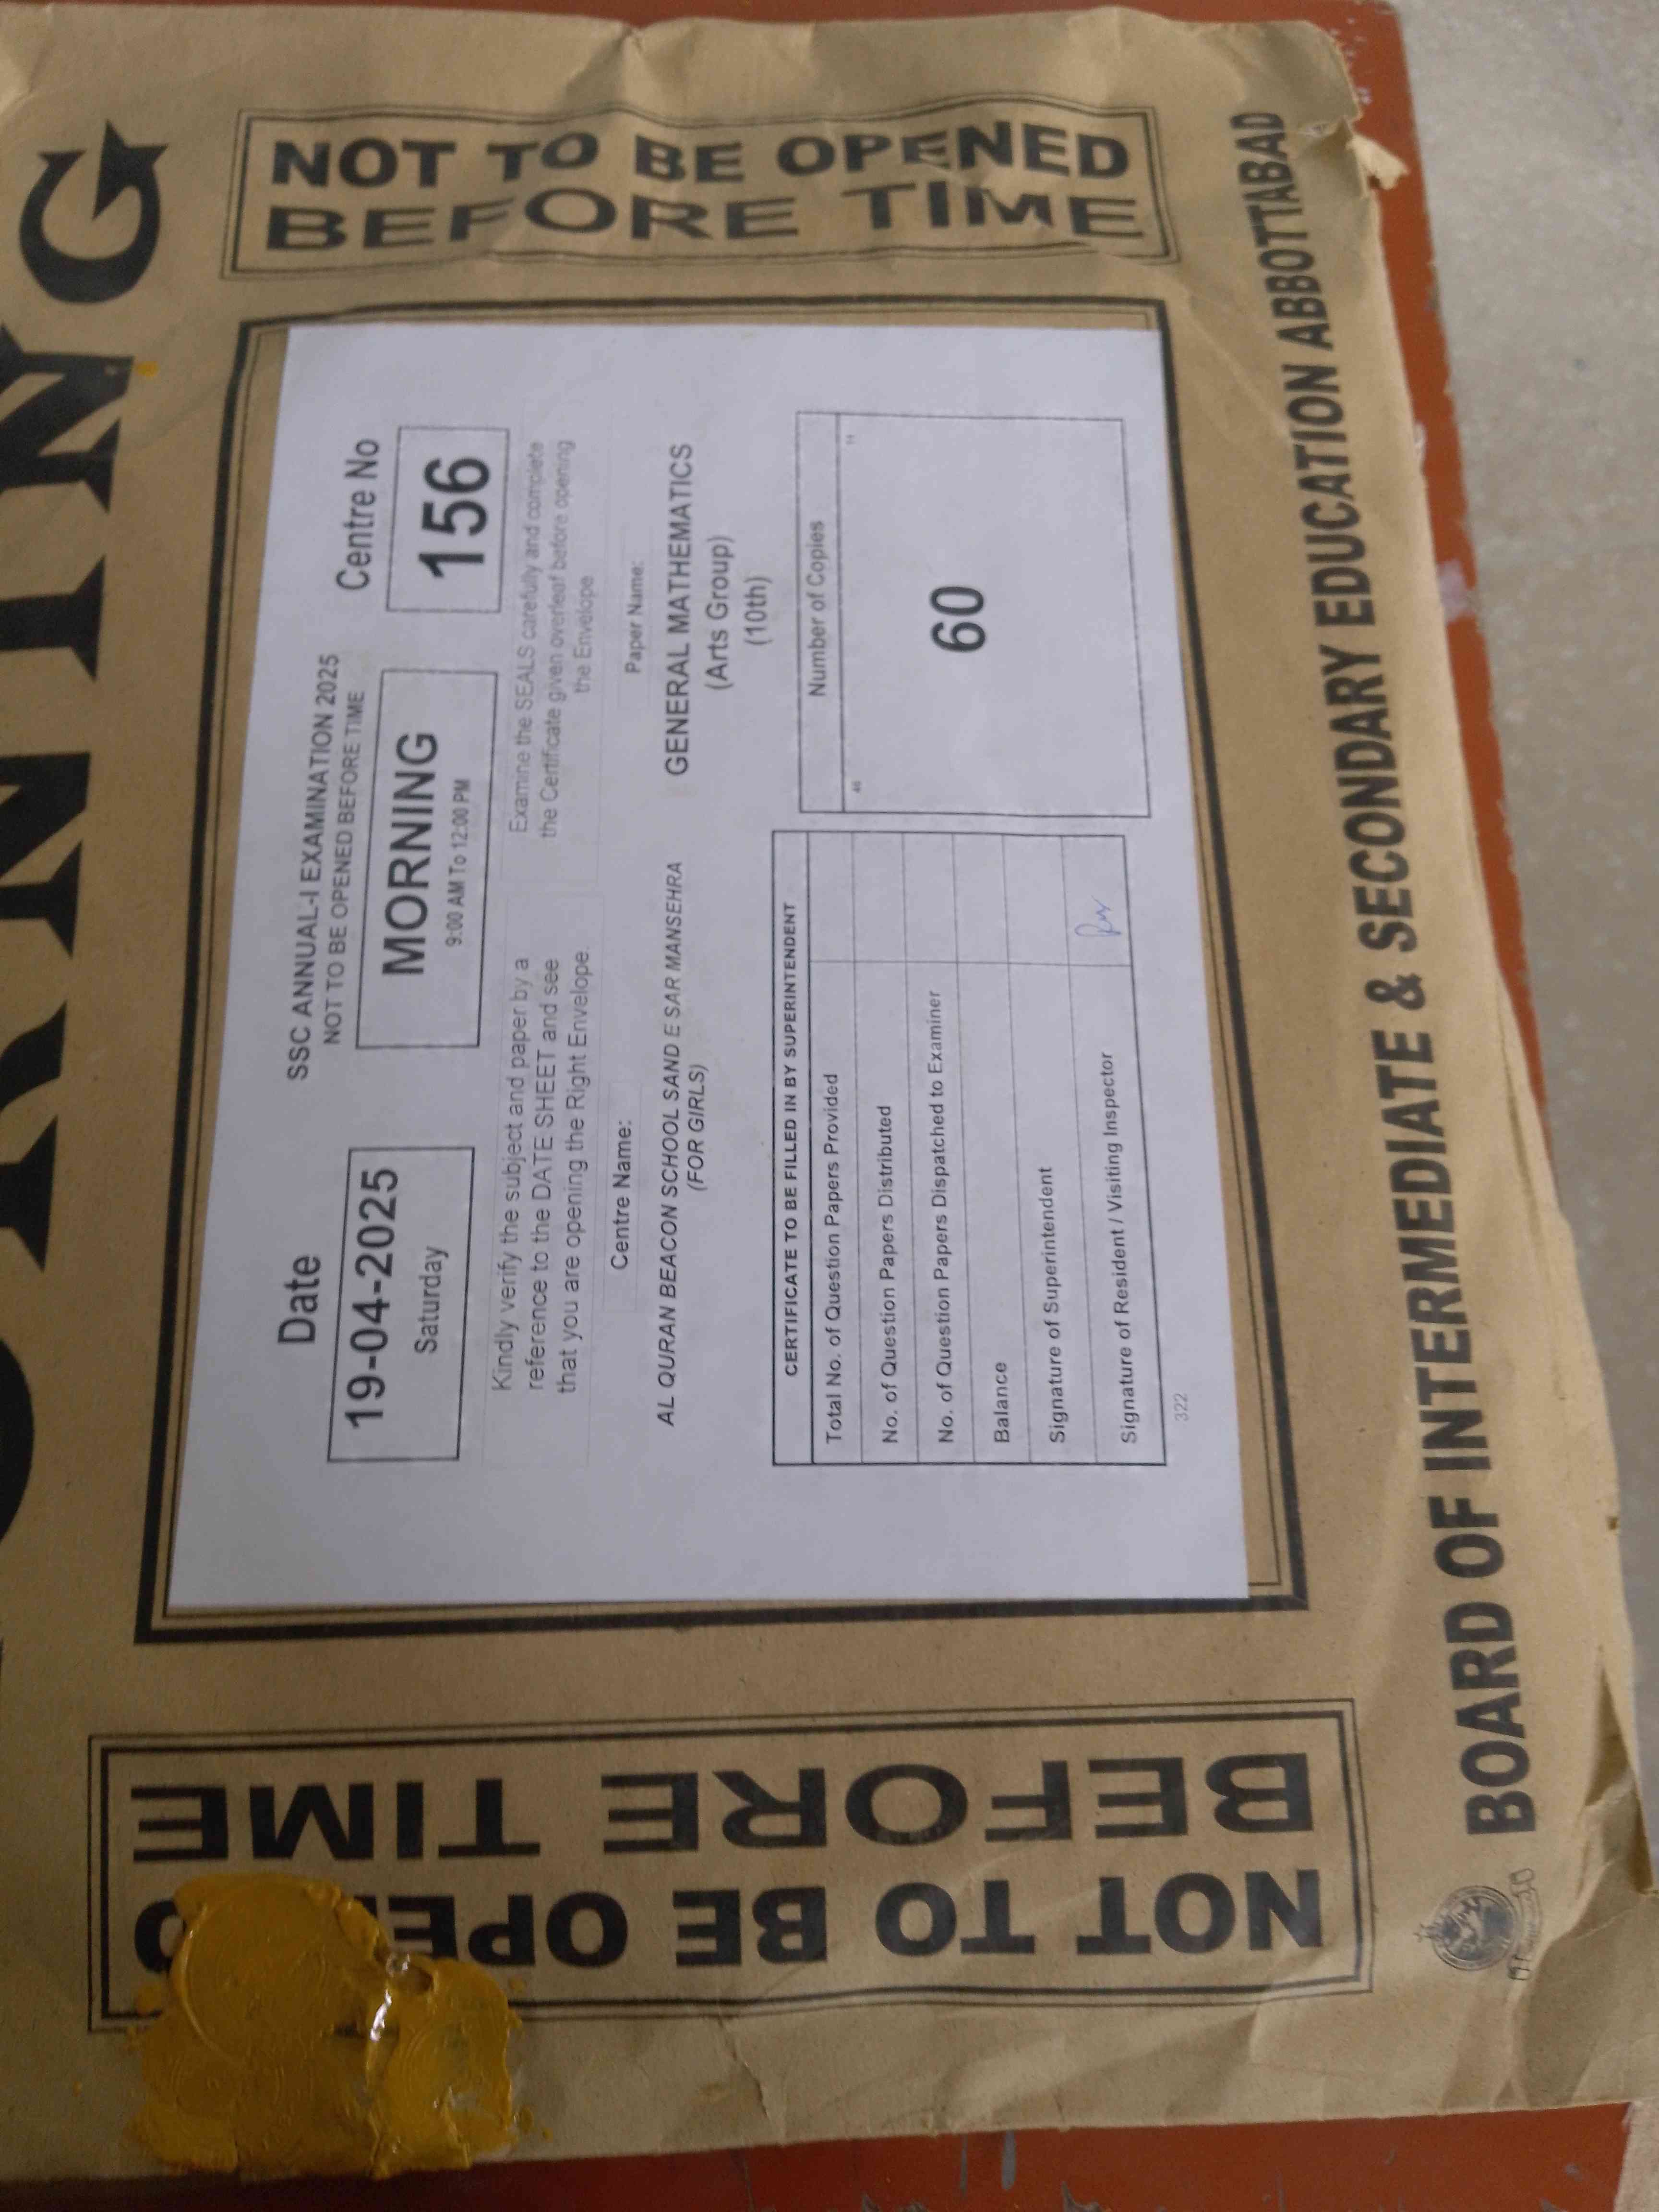 MORNING
NOT TO BE OPENED
BEFORE TIME
NOT TO BE OPENED
BEFORE TIME
Date
19-04-2025
Saturday
SSC ANNUAL-I EXAMINATION 2025
NOT TO BE OPENED BEFORE TIME
MORNING
9:00 AM To 12:00 PM
Centre No
156
Kindly verify the subject and paper by a
reference to the DATE SHEET and see
that you are opening the Right Envelope.
Examine the SEALS carefully and complete
the Certificate given overleaf before opening
the Envelope
Centre Name:
AL QURAN BEACON SCHOOL SAND E SAR MANSEHRA
(FOR GIRLS)
Paper Name:
GENERAL MATHEMATICS
(Arts Group)
(10th)
CERTIFICATE TO BE FILLED IN BY SUPERINTENDENT
Total No. of Question Papers Provided
No. of Question Papers Distributed
No. of Question Papers Dispatched to Examiner
Balance
Signature of Superintendent
Signature of Resident / Visiting Inspector
322
Number of Copies
60
BOARD OF INTERMEDIATE & SECONDARY EDUCATION ABBOTTABAD